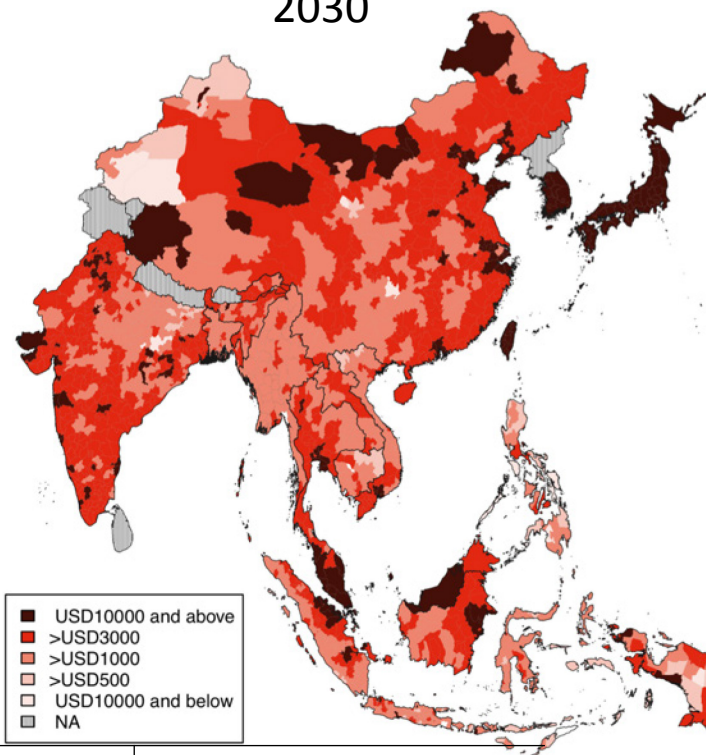 2030
USD10000 and above
>USD3000
>USD1000
>USD500
USD10000 and below
NA